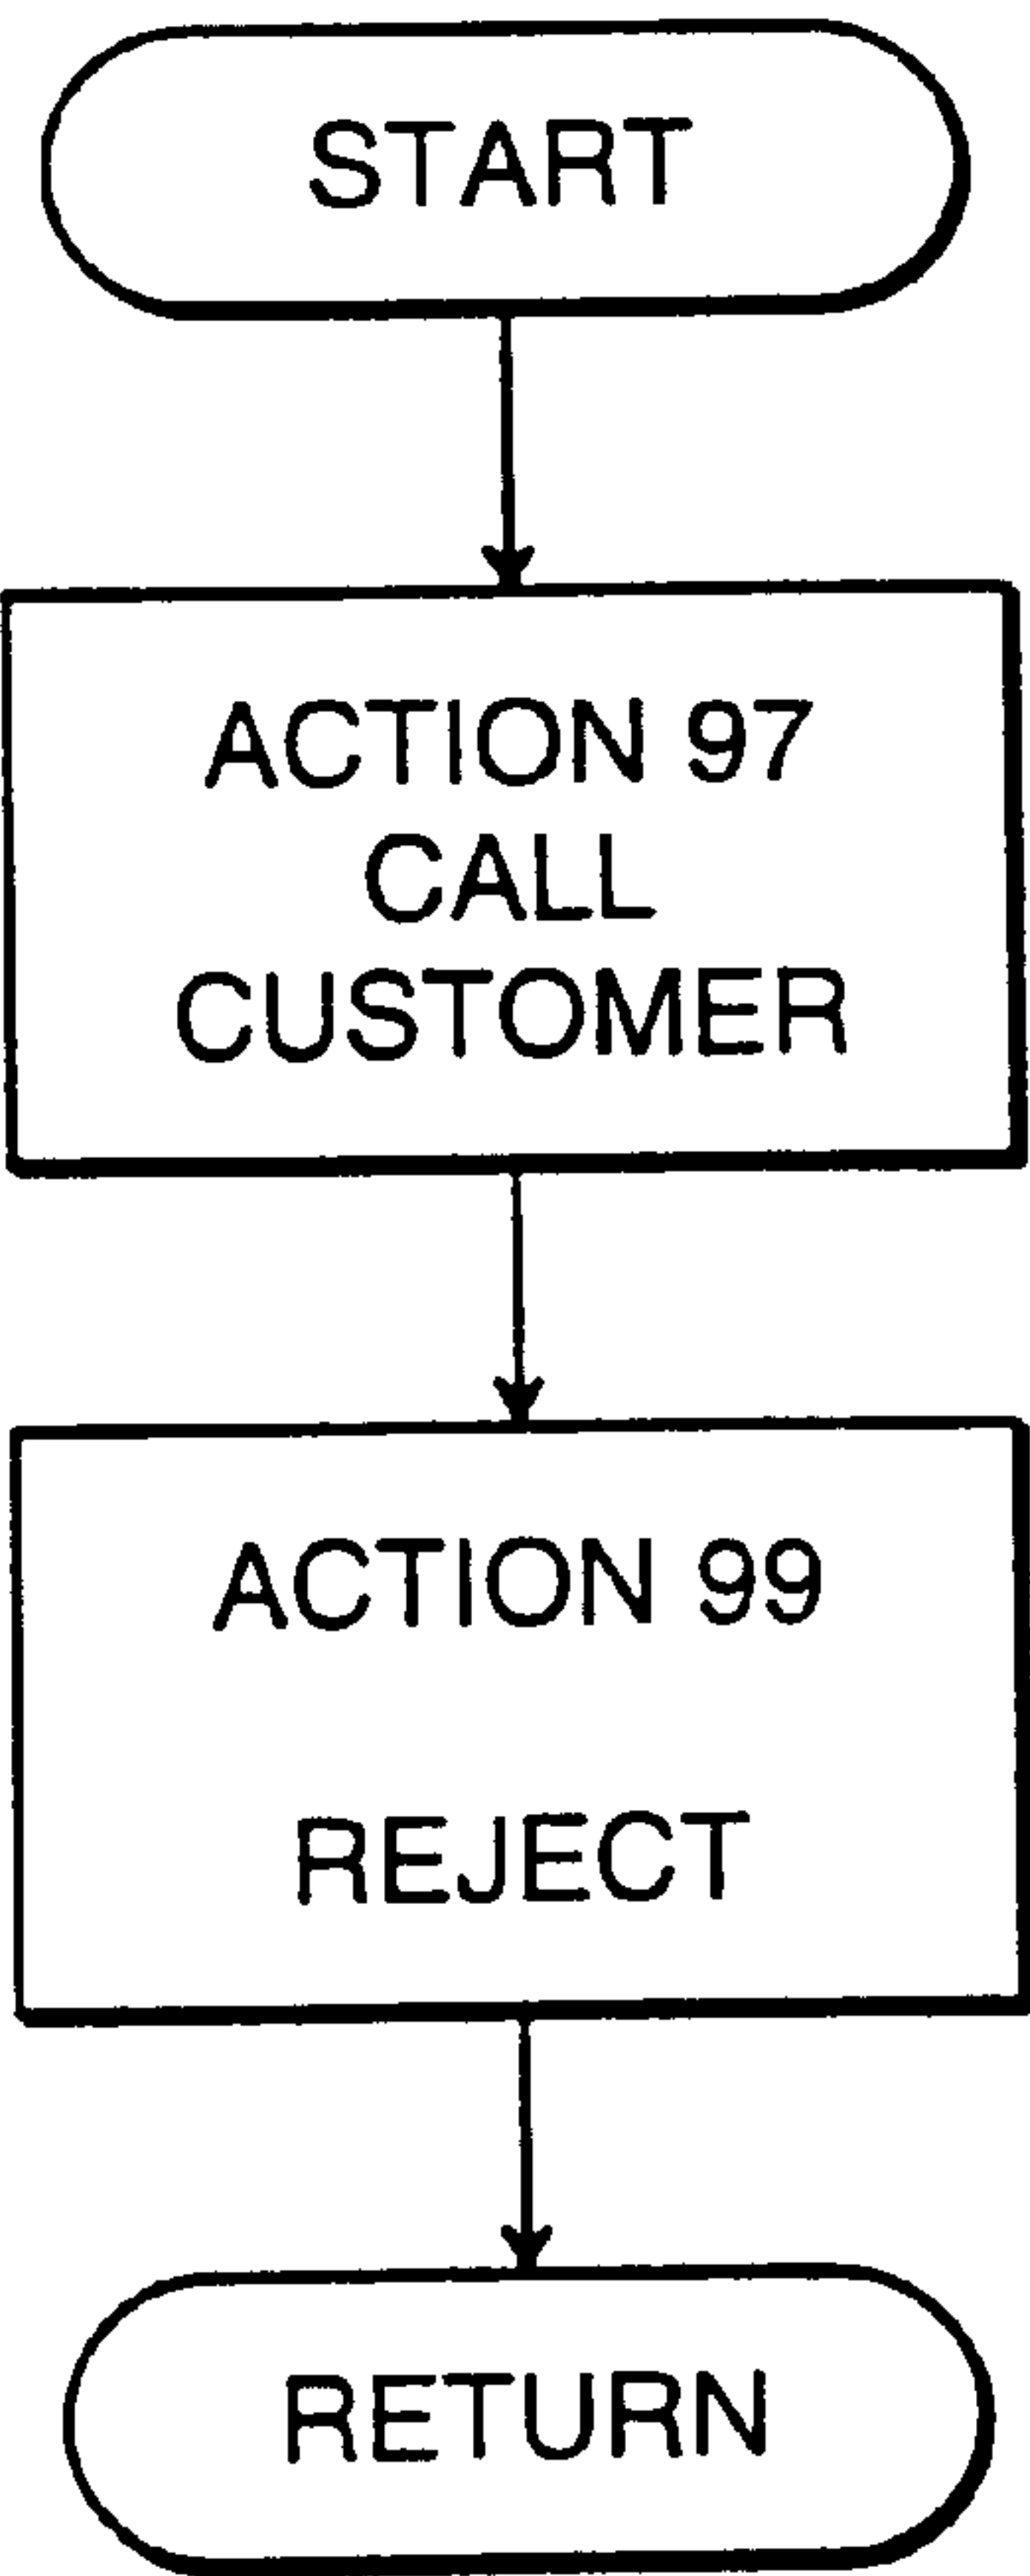 START
ACTION 97
CALL
CUSTOMER
ACTION 99
REJECT
RETURN